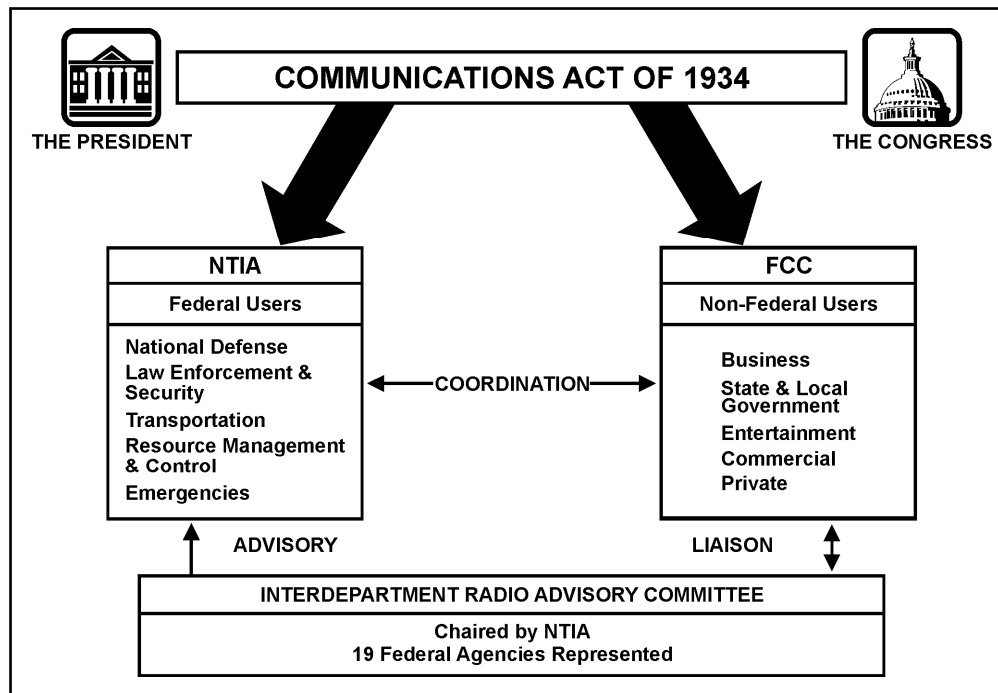 COMMUNICATIONS ACT OF 1934
THE PRESIDENT
THE CONGRESS
NTIA
Federal Users
National Defense
Law Enforcement &
Security
Transportation
Resource Management
& Control
Emergencies
COORDINATION
FCC
Non-Federal Users
Business
State & Local
Government
Entertainment
Commercial
Private
ADVISORY
LIAISON
INTERDEPARTMENT RADIO ADVISORY COMMITTEE
Chaired by NTIA
19 Federal Agencies Represented